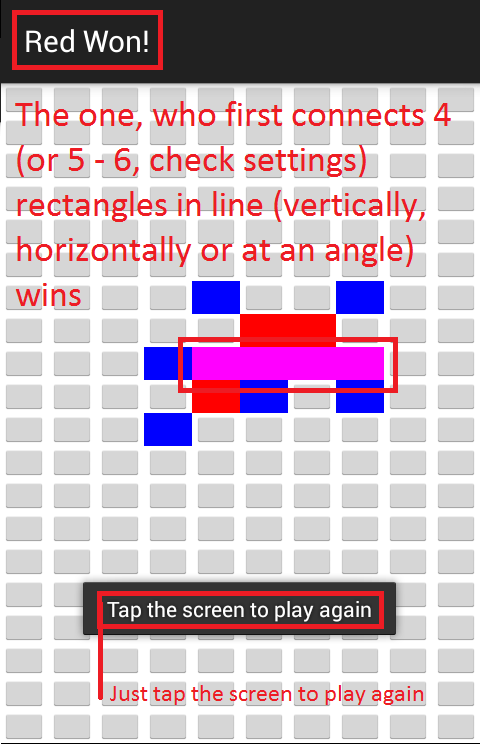 Red Won!
The one, who first connects 4
(or 5 - 6, check settings)
rectangles in line (vertically,
horizontally or at an angle)
wins
Tap the screen to play again
Just tap the screen to play again